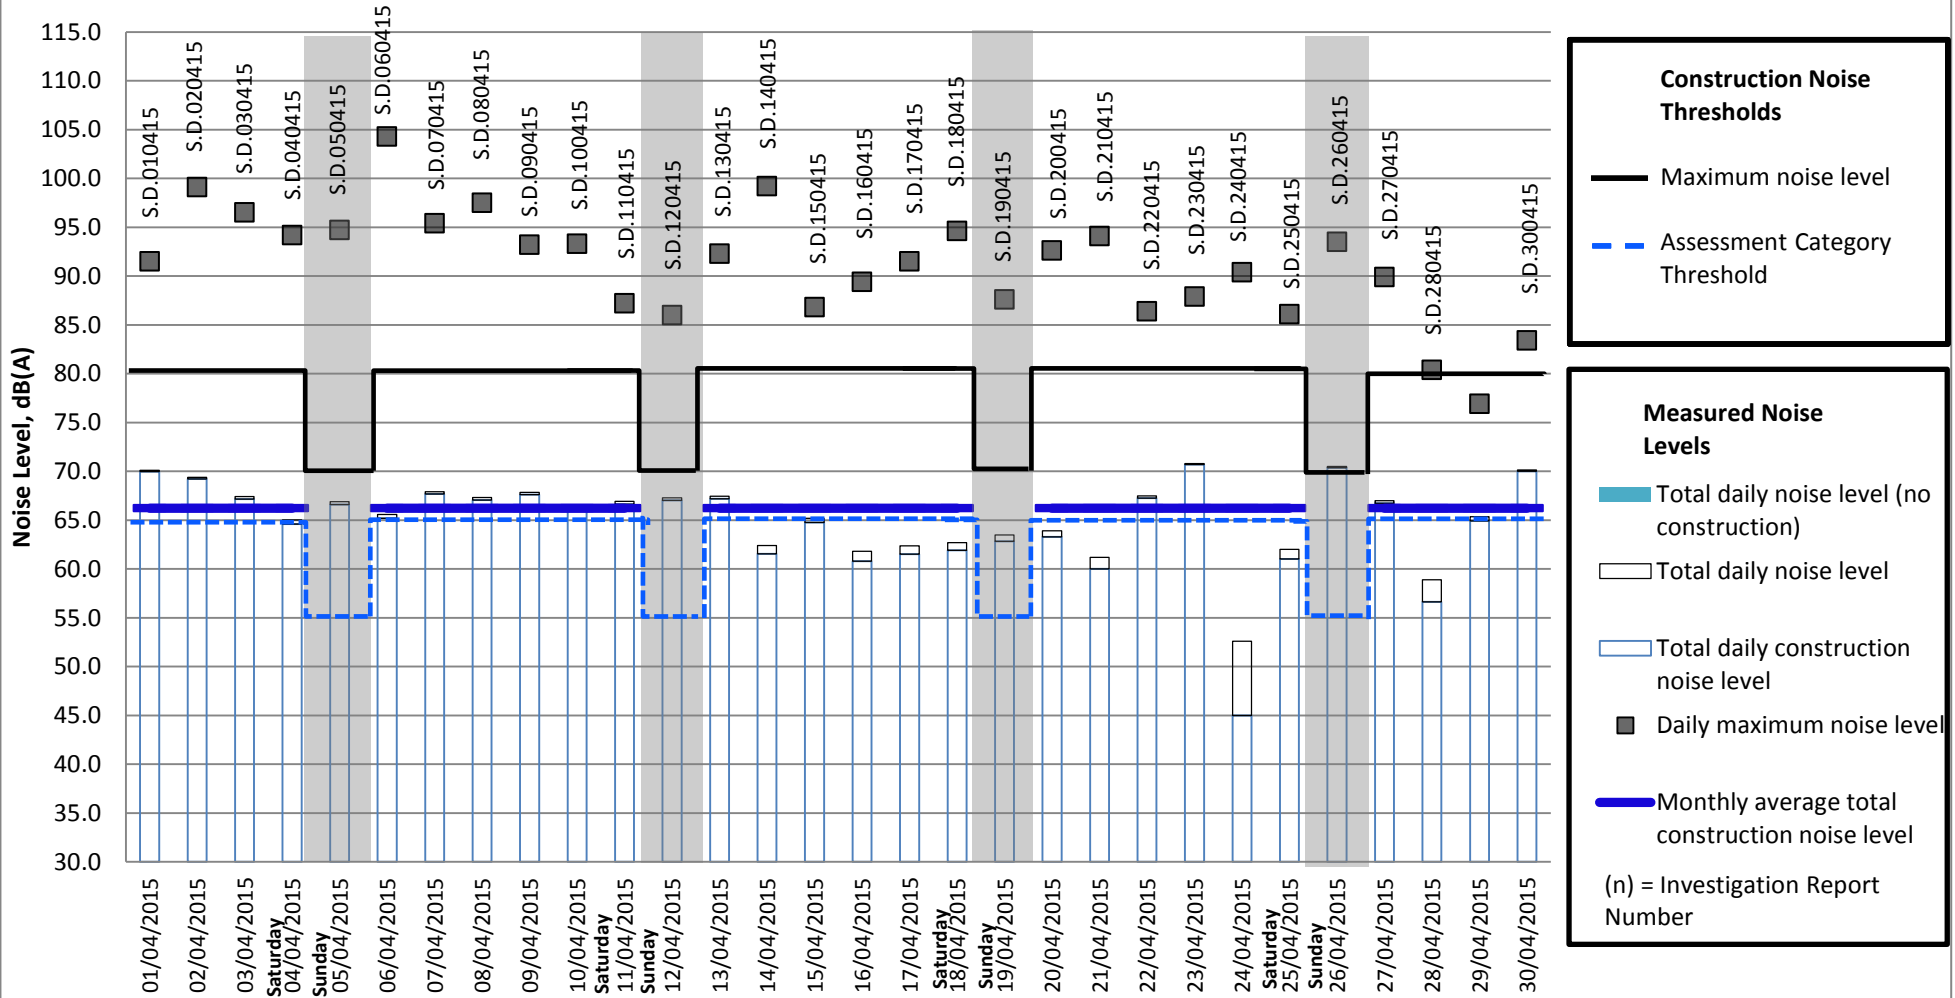 Noise Level, dB(A)
115.0
110.0
105.0
100.0
95.0
90.0
85.0
80.0
75.0
70.0
65.0
60.0
55.0
50.0
45.0
40.0
35.0
30.0
S.D.010415
S.D.020415
S.D.030415
S.D.040415
S.D.050415
S.D.060415
S.D.070415
S.D.080415
S.D.090415
S.D.100415
S.D.110415
S.D.120415
S.D.130415
S.D.140415
S.D.150415
S.D.160415
S.D.170415
S.D.180415
S.D.190415
S.D.200415
S.D.210415
S.D.220415
S.D.230415
S.D.240415
S.D.250415
S.D.260415
S.D.270415
S.D.280415
S.D.300415
01/04/2015
02/04/2015
03/04/2015
Saturday
04/04/2015
Sunday
05/04/2015
06/04/2015
07/04/2015
08/04/2015
09/04/2015
10/04/2015
Saturday
11/04/2015
Sunday
12/04/2015
13/04/2015
14/04/2015
15/04/2015
16/04/2015
17/04/2015
Saturday
18/04/2015
Sunday
19/04/2015
20/04/2015
21/04/2015
22/04/2015
23/04/2015
24/04/2015
Saturday
25/04/2015
Sunday
26/04/2015
27/04/2015
28/04/2015
29/04/2015
30/04/2015
Construction Noise
Thresholds
Maximum noise level
Assessment Category
Threshold
Measured Noise
Levels
Total daily noise level (no
construction)
Total daily noise level
Total daily construction
noise level
Daily maximum noise level
Monthly average total
construction noise level
(n) = Investigation Report
Number